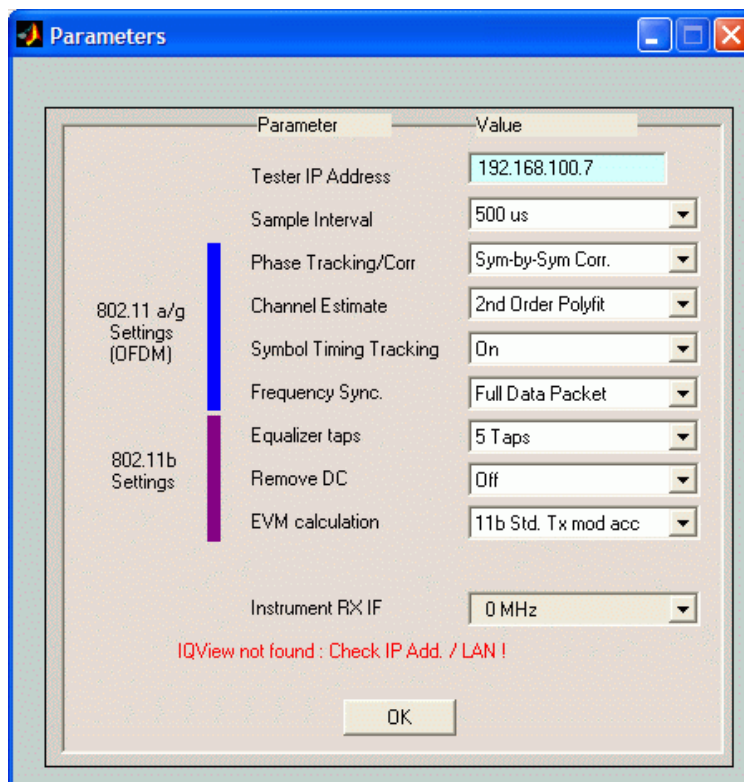 Parameters
Parameter Value
Tester IP Address 192.168.100.7
Sample Interval 500 us
Phase Tracking/Corr Sym-by-Sym Corr.
802.11 a/g
Settings
(OFDM)
Channel Estimate 2nd Order Polyfit
Symbol Timing Tracking On
Frequency Sync. Full Data Packet
802.11b
Settings
Equalizer taps 5 Taps
Remove DC Off
EVM calculation 11b Std. Tx mod acc
Instrument RX IF 0 MHz
IQView not found : Check IP Add. / LAN !
OK